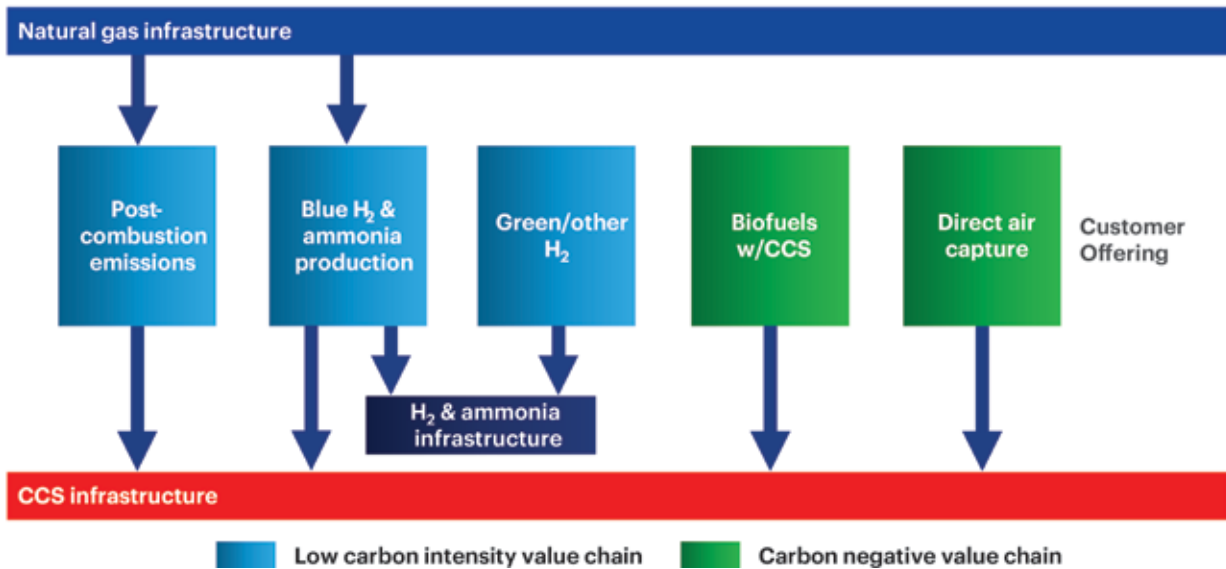 Natural gas infrastructure
Post-
combustion
emissions
Blue H₂ &
ammonia
production
Green/other
H₂
Biofuels
w/CCS
Direct air
capture
Customer
Offering
H₂ & ammonia
infrastructure
CCS infrastructure
Low carbon intensity value chain
Carbon negative value chain